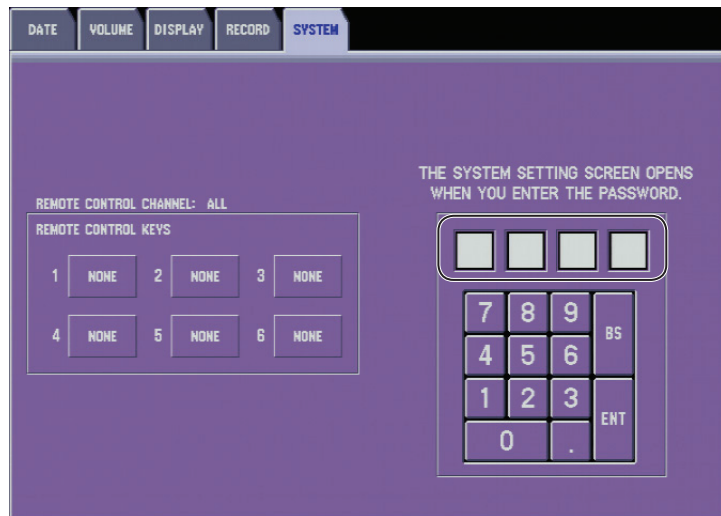 DATE VOLUME DISPLAY RECORD SYSTEM
THE SYSTEM SETTING SCREEN OPENS
WHEN YOU ENTER THE PASSWORD.
REMOTE CONTROL CHANNEL: ALL
REMOTE CONTROL KEYS
1 NONE 2 NONE 3 NONE
4 NONE 5 NONE 6 NONE
7 8 9 BS
4 5 6
1 2 3 ENT
0 .